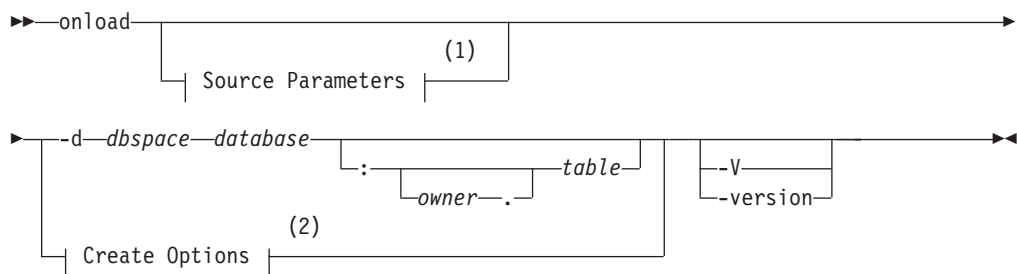 onload
(1)
Source Parameters
-d dbspace database
: table
owner .
-V
-version
(2)
Create Options